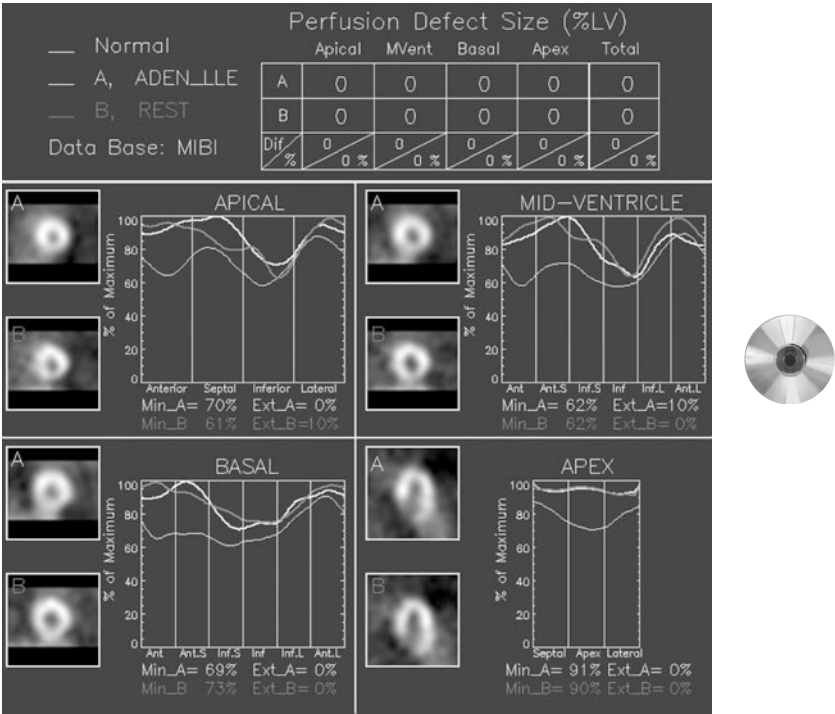 Perfusion Defect Size (%LV)
Normal
A, ADEN_LLE
B, REST
Data Base: MIBI
Apical MVent Basal Apex Total
A 0 0 0 0 0
B 0 0 0 0 0
Dif. % 0 0 % 0 0 % 0 0 % 0 0 % 0 0 %
A
B
APICAL
% of Maximum
100
80
60
40
20
0
Anterior Septal Inferior Lateral
Min_A= 70% Ext_A= 0%
Min_B 61% Ext_B=10%
A
B
MID-VENTRICLE
% of Maximum
100
80
60
40
20
0
Ant Ant.S Inf.S Inf Inf.L Ant.L
Min_A= 62% Ext_A=10%
Min_B 62% Ext_B= 0%
A
B
BASAL
% of Maximum
100
80
60
40
20
0
Ant Ant.S Inf.S Inf Inf.L Ant.L
Min_A= 69% Ext_A= 0%
Min_B 73% Ext_B= 0%
A
B
APEX
% of Maximum
100
80
60
40
20
0
Septal Apex Lateral
Min_A= 91% Ext_A= 0%
Min_B= 90% Ext_B= 0%